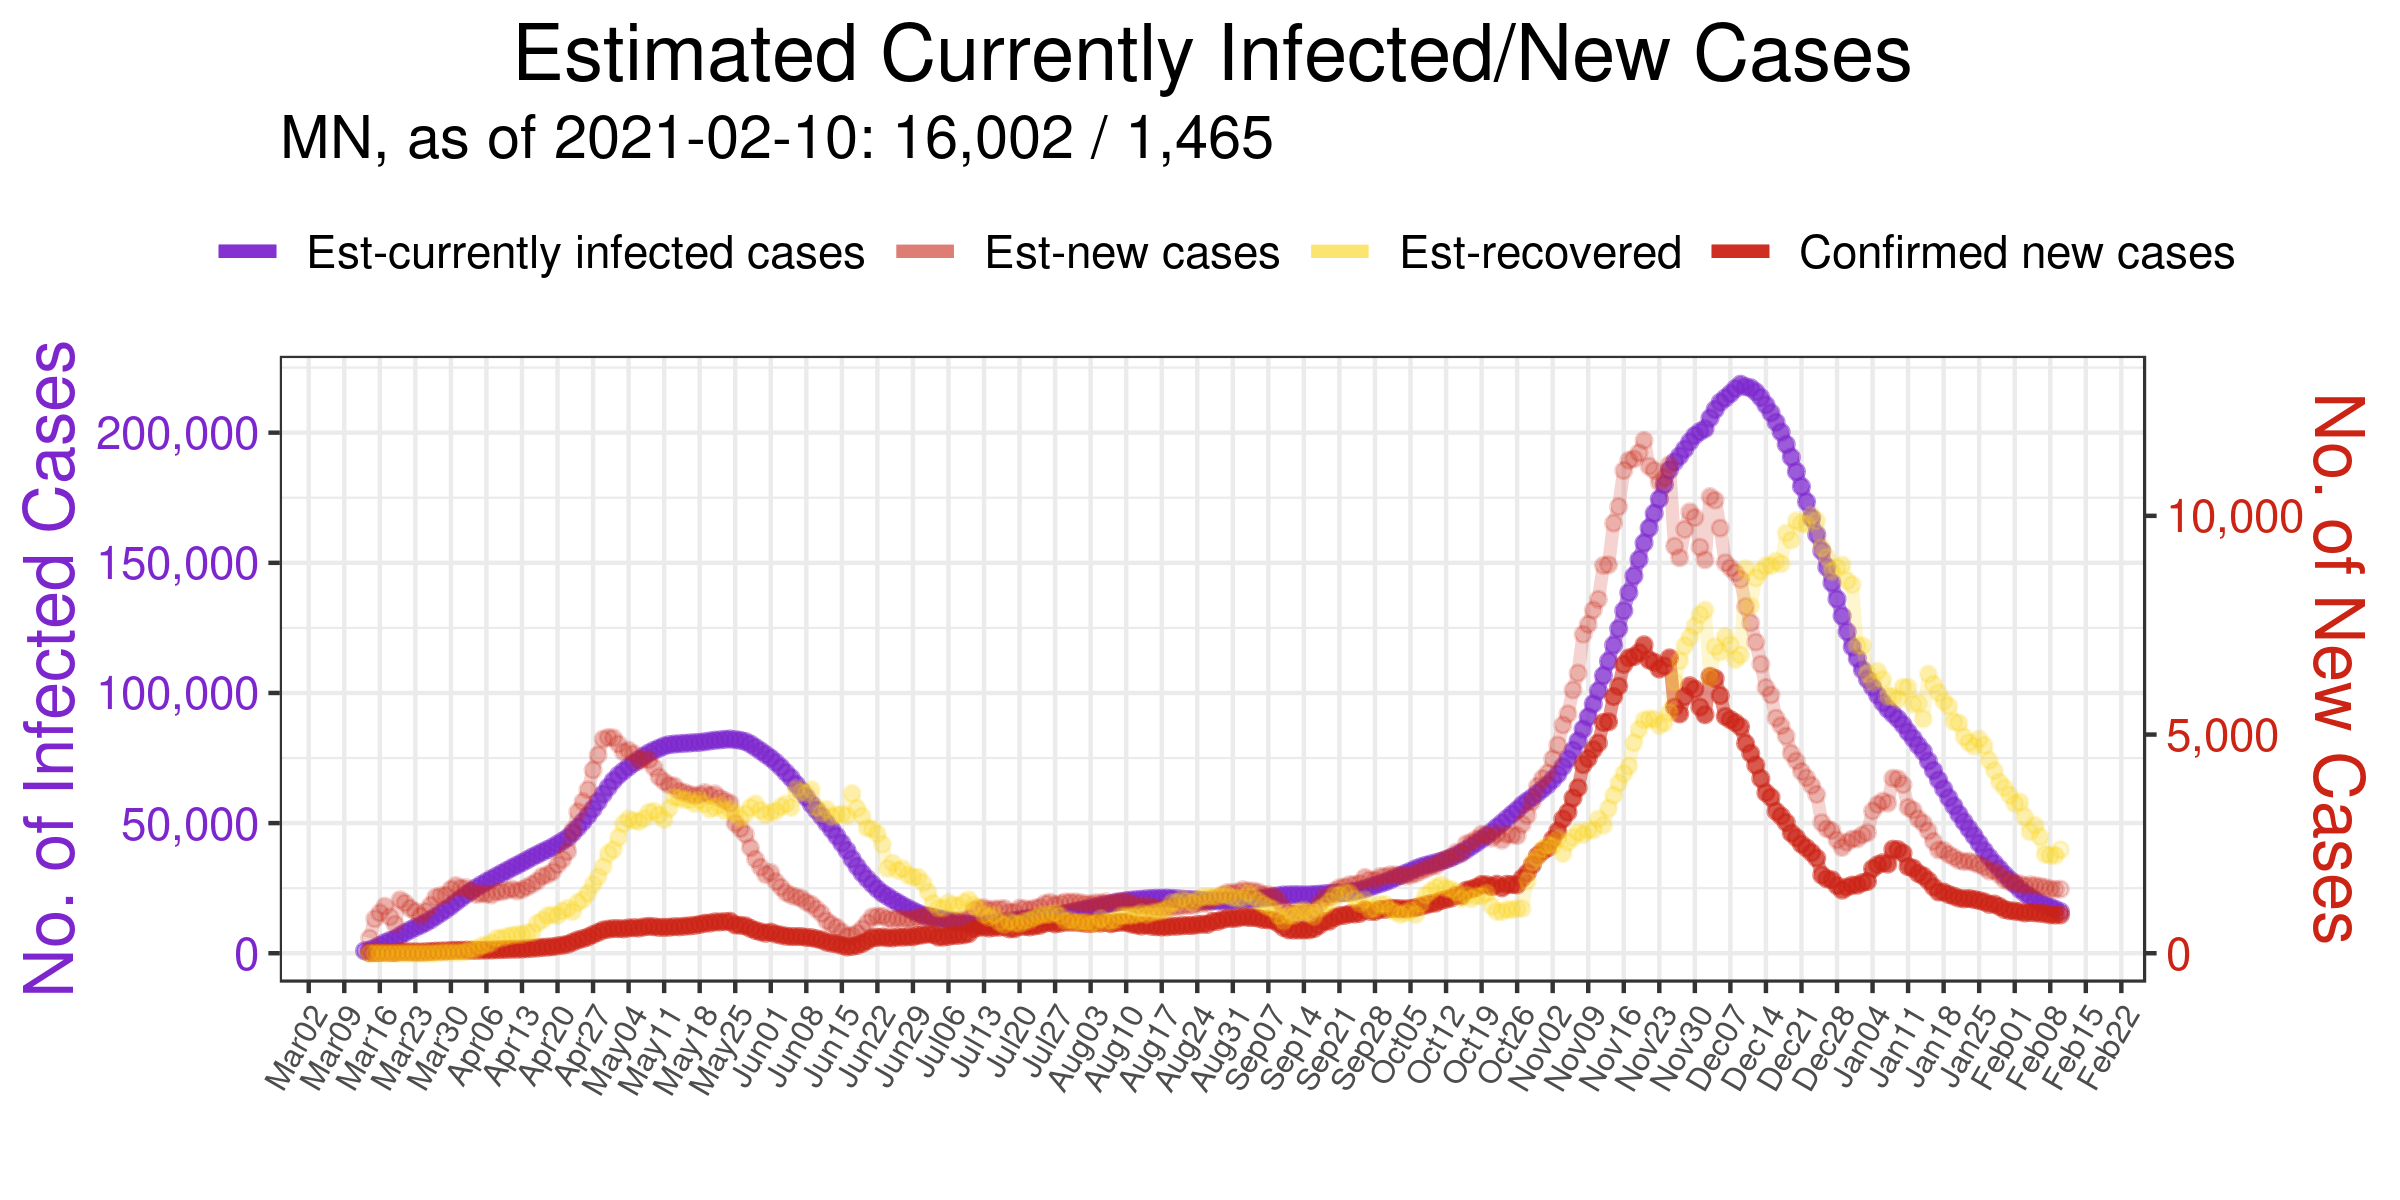 Estimated Currently Infected/New Cases
MN, as of 2021-02-10: 16,002 / 1,465
Est-currently infected cases
Est-new cases
Est-recovered
Confirmed new cases
No. of Infected Cases
200,000
150,000
100,000
50,000
0
10,000
5,000
0
No. of New Cases
Mar02
Mar09
Mar16
Mar23
Mar30
Apr06
Apr13
Apr20
Apr27
May04
May11
May18
May25
Jun01
Jun08
Jun15
Jun22
Jun29
Jul06
Jul13
Jul20
Jul27
Aug03
Aug10
Aug17
Aug24
Aug31
Sep07
Sep14
Sep21
Sep28
Oct05
Oct12
Oct19
Oct26
Nov02
Nov09
Nov16
Nov23
Nov30
Dec07
Dec14
Dec21
Dec28
Jan04
Jan11
Jan18
Jan25
Feb01
Feb08
Feb15
Feb22